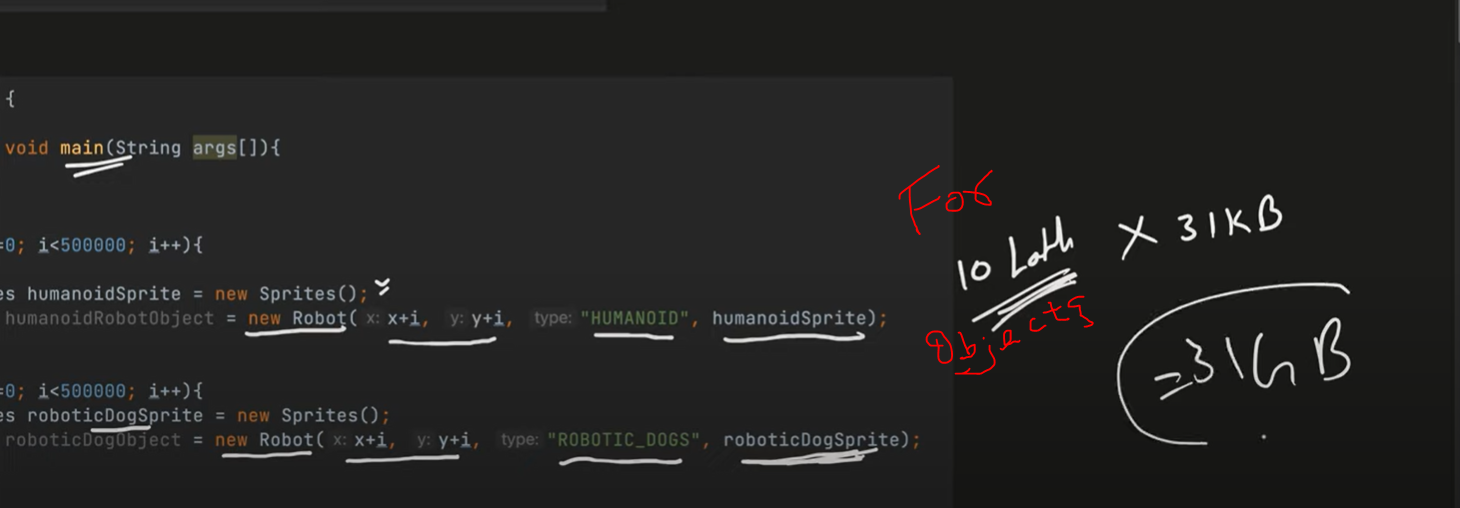 {
void main(String args[]){
=0; i<500000; i++){
es humanoidSprite = new Sprites();
humanoidRobotObject = new Robot( x: x+i, y: y+i, type: "HUMANOID", humanoidSprite);
=0; i<500000; i++){
es roboticDogSprite = new Sprites();
roboticDogObject = new Robot( x: x+i, y: y+i, type: "ROBOTIC_DOGS", roboticDogSprite);
For
10 Lakh X 31KB
Objects
=31GB